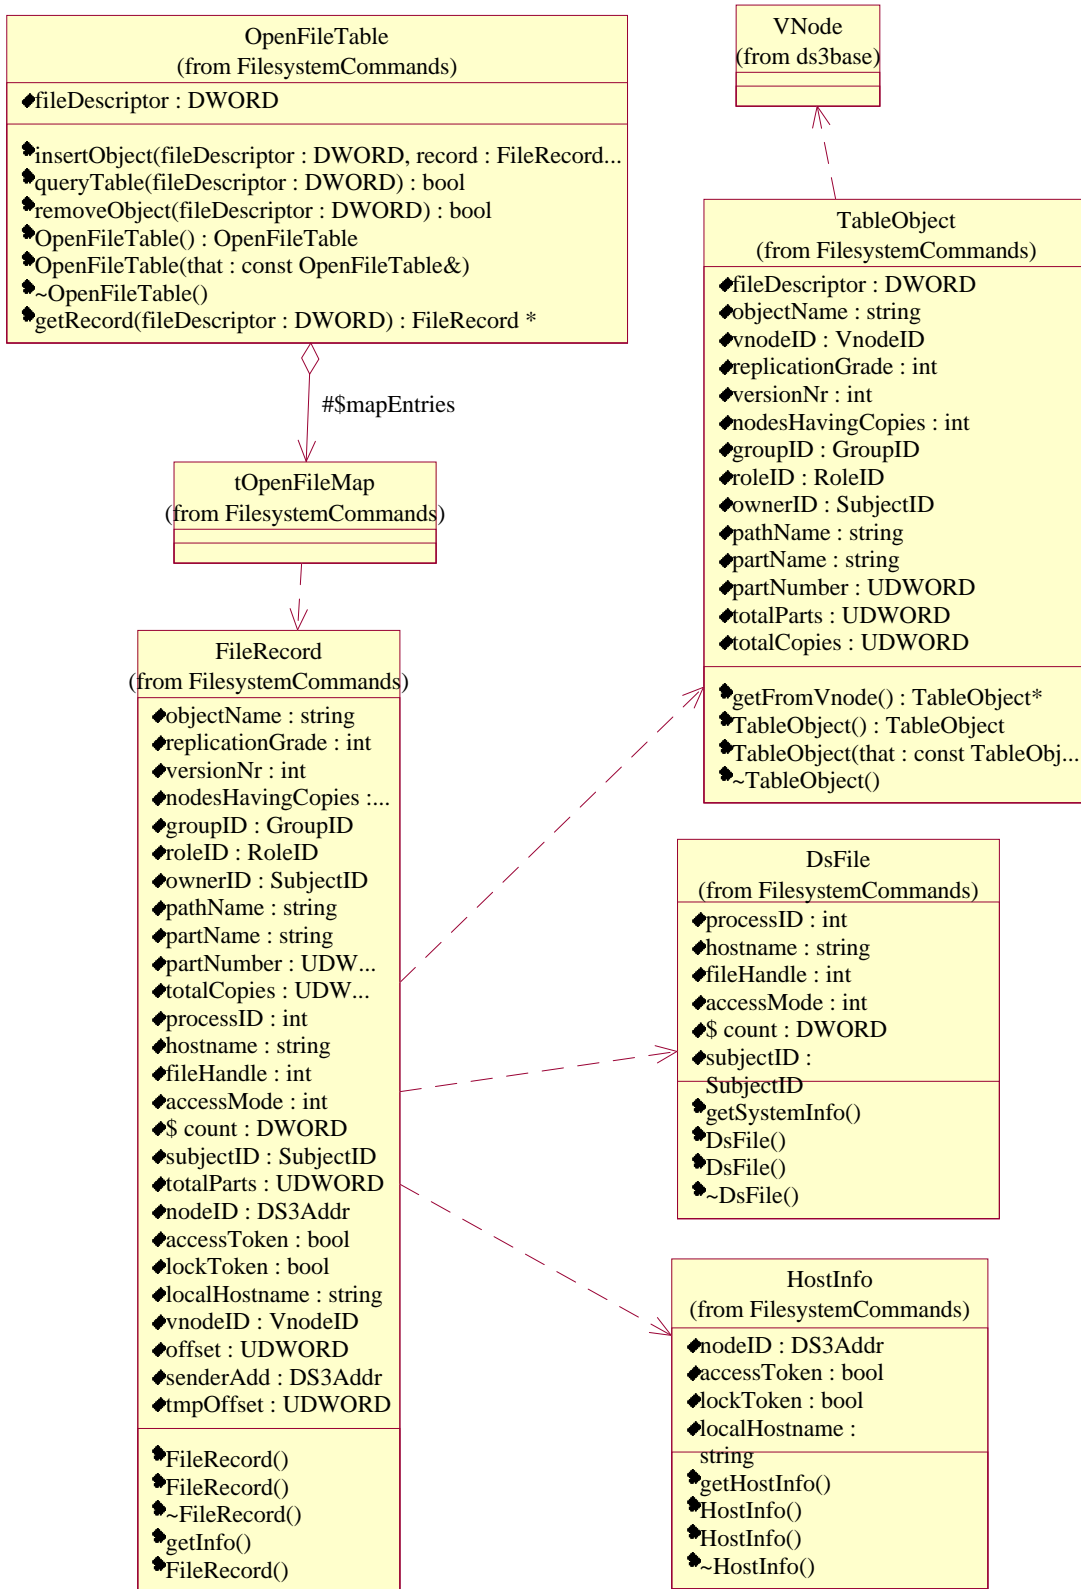 OpenFileTable
(from FilesystemCommands)
fileDescriptor : DWORD
insertObject(fileDescriptor : DWORD, record : FileRecord...
queryTable(fileDescriptor : DWORD) : bool
removeObject(fileDescriptor : DWORD) : bool
OpenFileTable() : OpenFileTable
OpenFileTable(that : const OpenFileTable&)
~OpenFileTable()
getRecord(fileDescriptor : DWORD) : FileRecord *
#$mapEntries
tOpenFileMap
(from FilesystemCommands)
FileRecord
(from FilesystemCommands)
objectName : string
replicationGrade : int
versionNr : int
nodesHavingCopies :...
groupID : GroupID
roleID : RoleID
ownerID : SubjectID
pathName : string
partName : string
partNumber : UDW...
totalCopies : UDW...
processID : int
hostname : string
fileHandle : int
accessMode : int
$ count : DWORD
subjectID : SubjectID
totalParts : UDWORD
nodeID : DS3Addr
accessToken : bool
lockToken : bool
localHostname : string
vnodeID : VnodeID
offset : UDWORD
senderAdd : DS3Addr
tmpOffset : UDWORD
FileRecord()
FileRecord()
~FileRecord()
getInfo()
FileRecord()
VNode
(from ds3base)
TableObject
(from FilesystemCommands)
fileDescriptor : DWORD
objectName : string
vnodeID : VnodeID
replicationGrade : int
versionNr : int
nodesHavingCopies : int
groupID : GroupID
roleID : RoleID
ownerID : SubjectID
pathName : string
partName : string
partNumber : UDWORD
totalParts : UDWORD
totalCopies : UDWORD
getFromVnode() : TableObject*
TableObject() : TableObject
TableObject(that : const TableObj...
~TableObject()
DsFile
(from FilesystemCommands)
processID : int
hostname : string
fileHandle : int
accessMode : int
$ count : DWORD
subjectID :
SubjectID
getSystemInfo()
DsFile()
DsFile()
~DsFile()
HostInfo
(from FilesystemCommands)
nodeID : DS3Addr
accessToken : bool
lockToken : bool
localHostname :
string
getHostInfo()
HostInfo()
HostInfo()
~HostInfo()